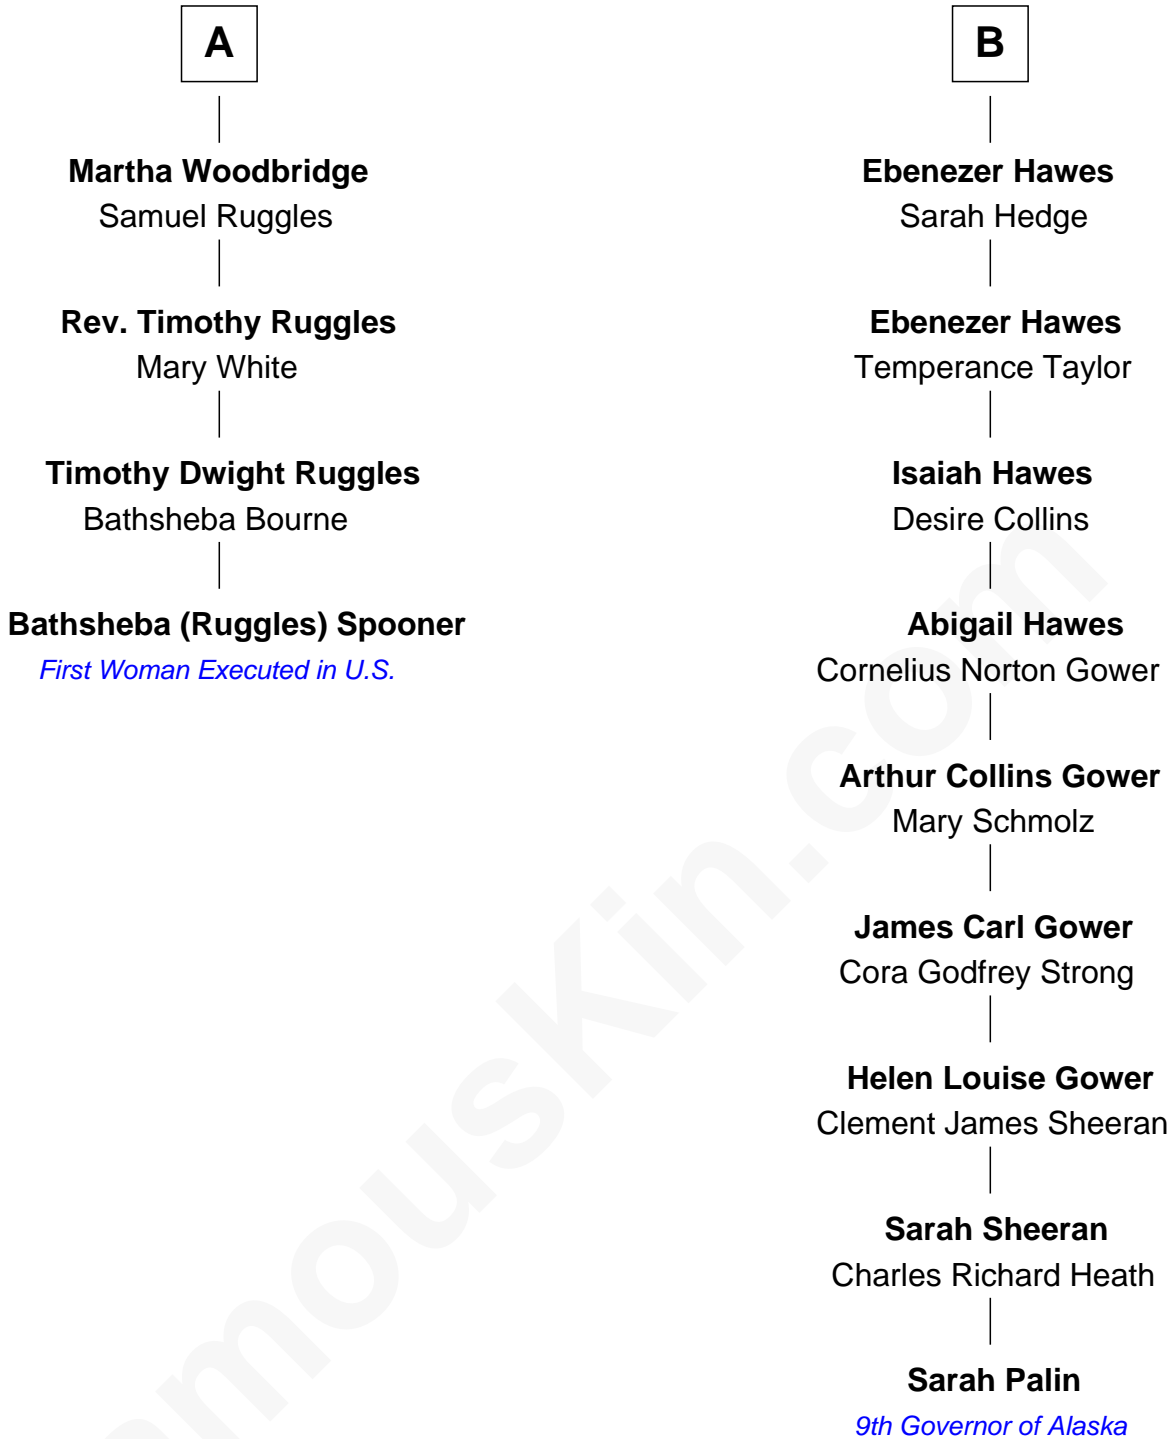 A
Martha Woodbridge
Samuel Ruggles
Rev. Timothy Ruggles
Mary White
Timothy Dwight Ruggles
Bathsheba Bourne
Bathsheba (Ruggles) Spooner
First Woman Executed in U.S.
B
Ebenezer Hawes
Sarah Hedge
Ebenezer Hawes
Temperance Taylor
Isaiah Hawes
Desire Collins
Abigail Hawes
Cornelius Norton Gower
Arthur Collins Gower
Mary Schmolz
James Carl Gower
Cora Godfrey Strong
Helen Louise Gower
Clement James Sheeran
Sarah Sheeran
Charles Richard Heath
Sarah Palin
9th Governor of Alaska
amousKin.com